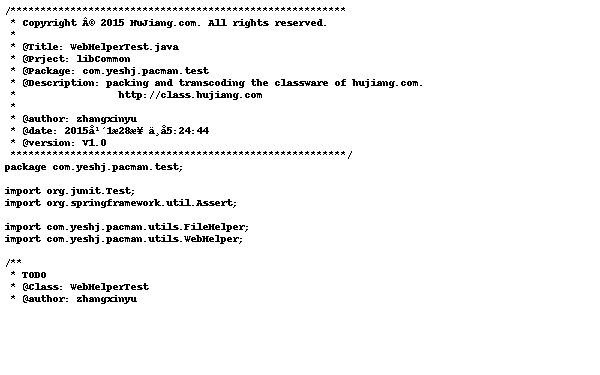 /********************************************************
* Copyright Â© 2015 HuJiang.com. All rights reserved.
*
* @Title: WebHelperTest.java
* @Prject: libCommon
* @Package: com.yeshj.pacman.test
* @Description: packing and transcoding the classware of hujiang.com.
* http://class.hujiang.com
*
* @author: zhangxinyu
* @date: 2015å¹´1æ28æ¥ ä¸å5:24:44
* @version: V1.0
********************************************************/
package com.yeshj.pacman.test;
import org.junit.Test;
import org.springframework.util.Assert;
import com.yeshj.pacman.utils.FileHelper;
import com.yeshj.pacman.utils.WebHelper;
/**
* TODO
* @Class: WebHelperTest
* @author: zhangxinyu